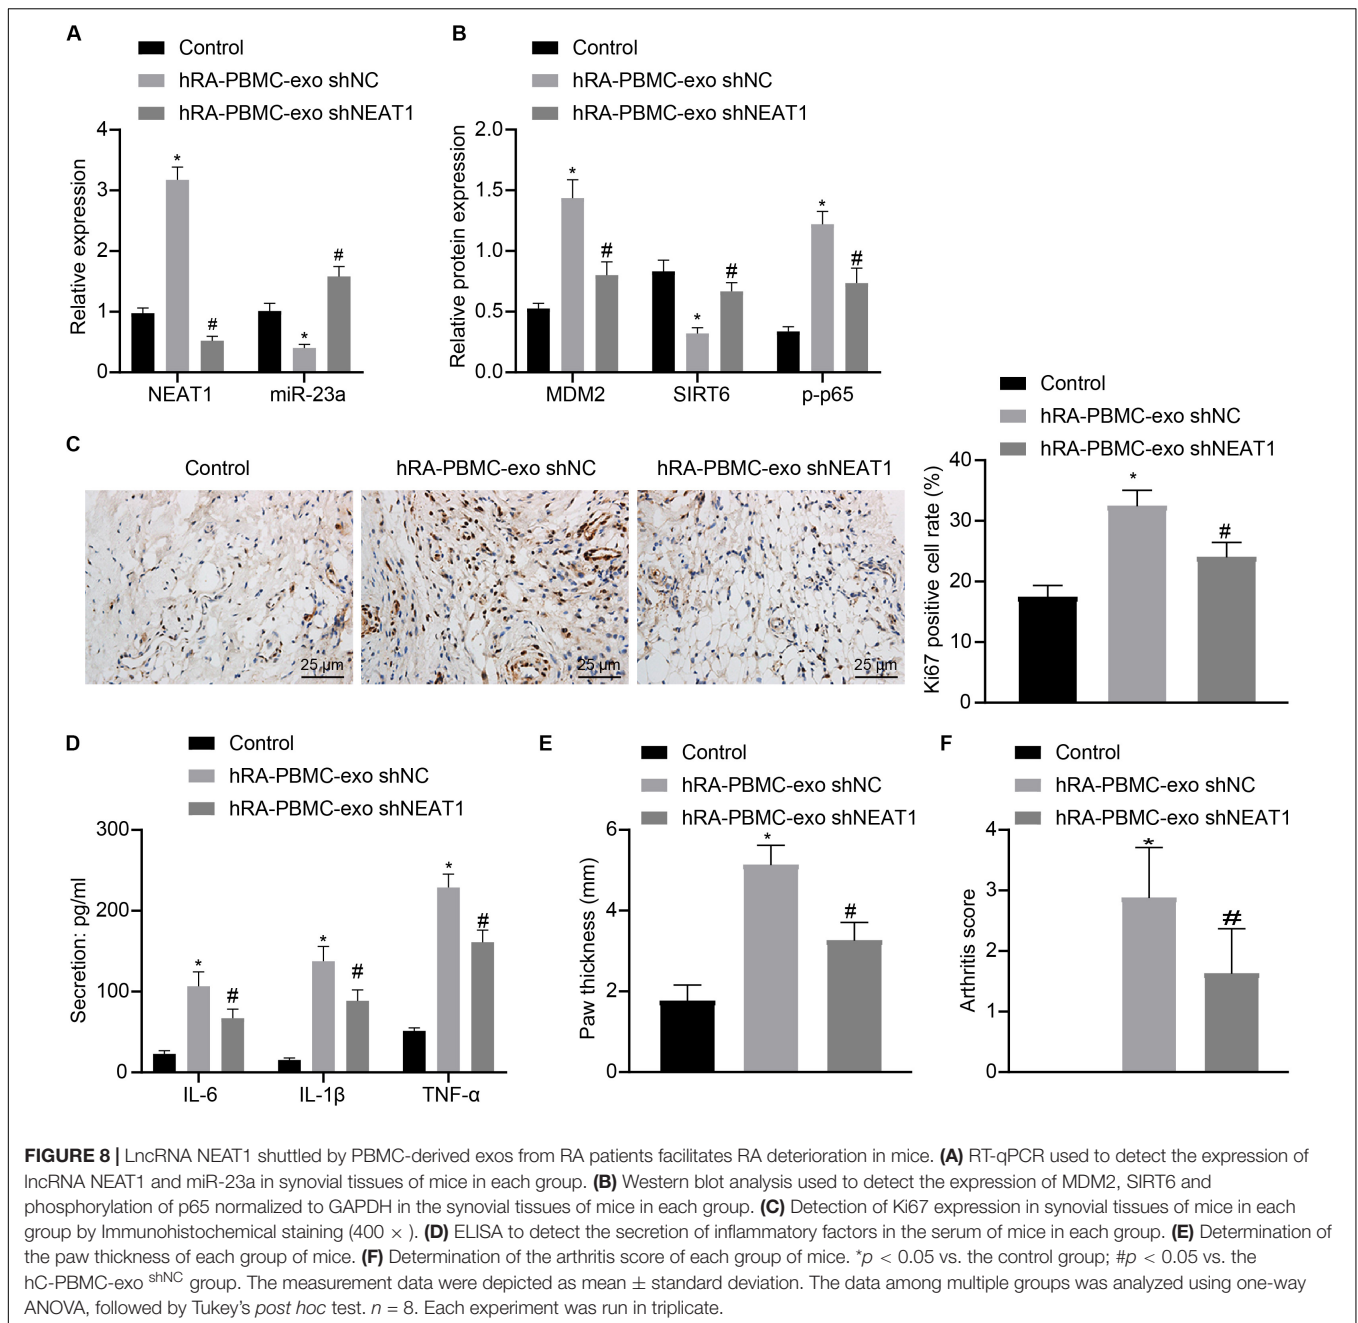 A
Control
hRA-PBMC-exo shNC
hRA-PBMC-exo shNEAT1
Relative expression
4
3
2
1
0
*
#
*
#
NEAT1 miR-23a
B
Control
hRA-PBMC-exo shNC
hRA-PBMC-exo shNEAT1
Relative protein expression
2.0
1.5
1.0
0.5
0.0
*
#
*
#
*
#
MDM2 SIRT6 p-p65
C
Control hRA-PBMC-exo shNC hRA-PBMC-exo shNEAT1
25 µm 25 µm 25 µm
Control
hRA-PBMC-exo shNC
hRA-PBMC-exo shNEAT1
Ki67 positive cell rate (%)
40
30
20
10
0
*
#
D
Control
hRA-PBMC-exo shNC
hRA-PBMC-exo shNEAT1
Secretion: pg/ml
300
200
100
0
*
#
*
#
*
#
IL-6 IL-1β TNF-α
E
Control
hRA-PBMC-exo shNC
hRA-PBMC-exo shNEAT1
Paw thickness (mm)
6
4
2
0
*
#
F
Control
hRA-PBMC-exo shNC
hRA-PBMC-exo shNEAT1
Arthritis score
4
3
2
1
0
*
#
FIGURE 8 | LncRNA NEAT1 shuttled by PBMC-derived exos from RA patients facilitates RA deterioration in mice. (A) RT-qPCR used to detect the expression of
lncRNA NEAT1 and miR-23a in synovial tissues of mice in each group. (B) Western blot analysis used to detect the expression of MDM2, SIRT6 and
phosphorylation of p65 normalized to GAPDH in the synovial tissues of mice in each group. (C) Detection of Ki67 expression in synovial tissues of mice in each
group by Immunohistochemical staining (400 × ). (D) ELISA to detect the secretion of inflammatory factors in the serum of mice in each group. (E) Determination of
the paw thickness of each group of mice. (F) Determination of the arthritis score of each group of mice. *p < 0.05 vs. the control group; #p < 0.05 vs. the
hC-PBMC-exo shNC group. The measurement data were depicted as mean ± standard deviation. The data among multiple groups was analyzed using one-way
ANOVA, followed by Tukey's post hoc test. n = 8. Each experiment was run in triplicate.